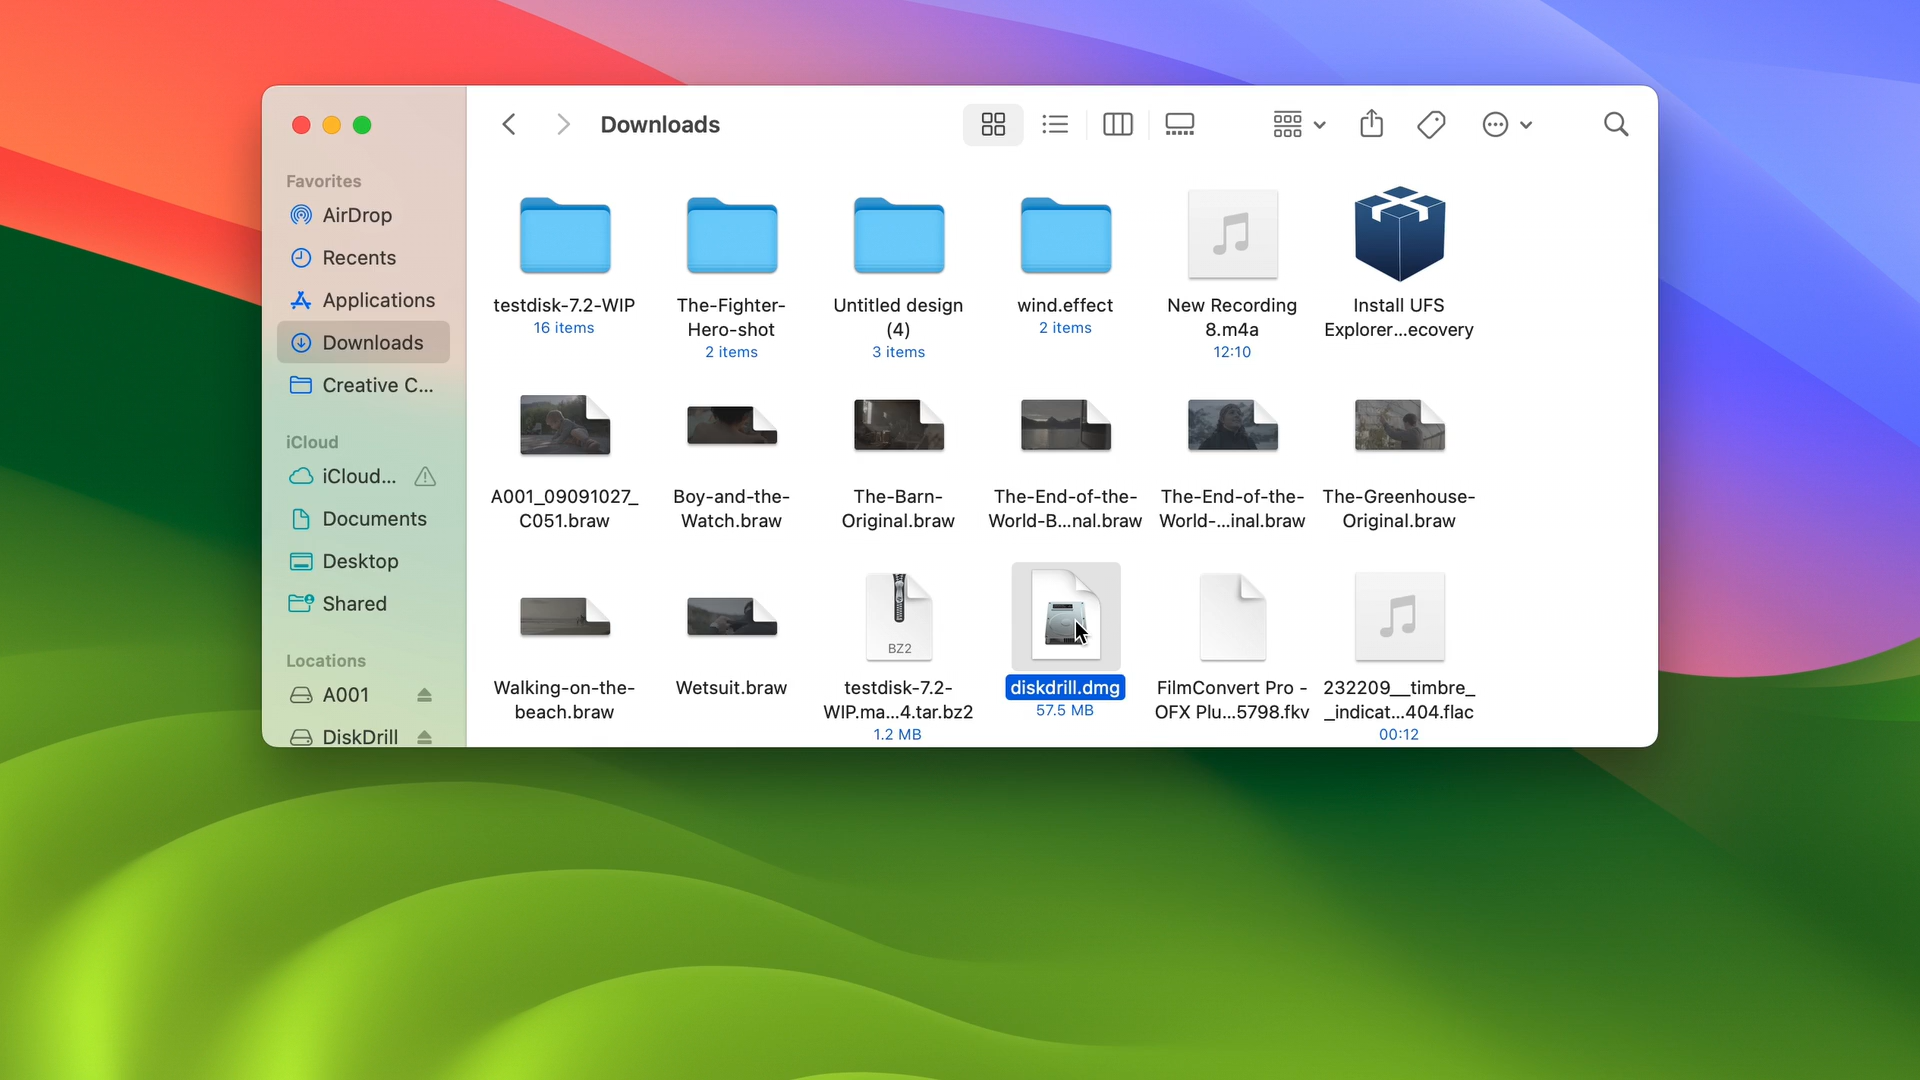 Downloads
Favorites
AirDrop
Recents
Applications
Downloads
Creative C...
iCloud
iCloud...
Documents
Desktop
Shared
Locations
A001
DiskDrill
testdisk-7.2-WIP
16 items
The-Fighter-
Hero-shot
2 items
Untitled design
(4)
3 items
wind.effect
2 items
New Recording
8.m4a
12:10
Install UFS
Explorer...ecovery
A001_09091027_
C051.braw
Boy-and-the-
Watch.braw
The-Barn-
Original.braw
The-End-of-the-
World-B...nal.braw
The-End-of-the-
World-...inal.braw
The-Greenhouse-
Original.braw
Walking-on-the-
beach.braw
Wetsuit.braw
BZ2
testdisk-7.2-
WIP.ma...4.tar.bz2
1.2 MB
diskdrill.dmg
57.5 MB
FilmConvert Pro -
OFX Plu...5798.fkv
232209__timbre_
_indicat...404.flac
00:12